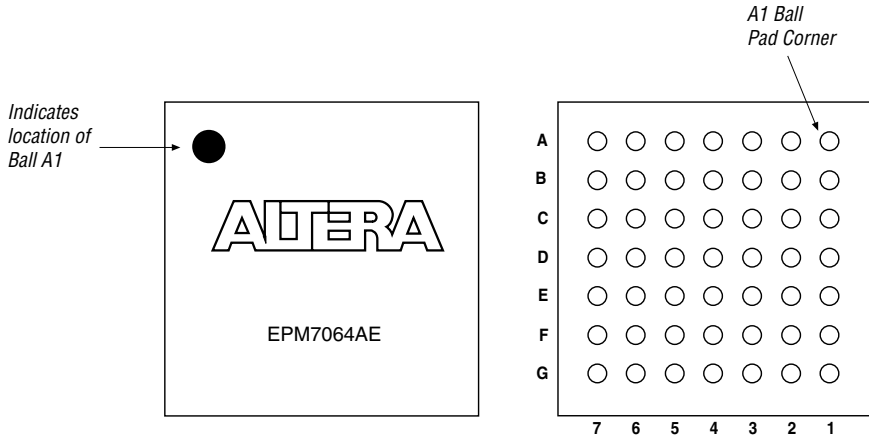 A1 Ball
Pad Corner
Indicates
location of
Ball A1
ALTERA
EPM7064AE
A
B
C
D
E
F
G
7 6 5 4 3 2 1